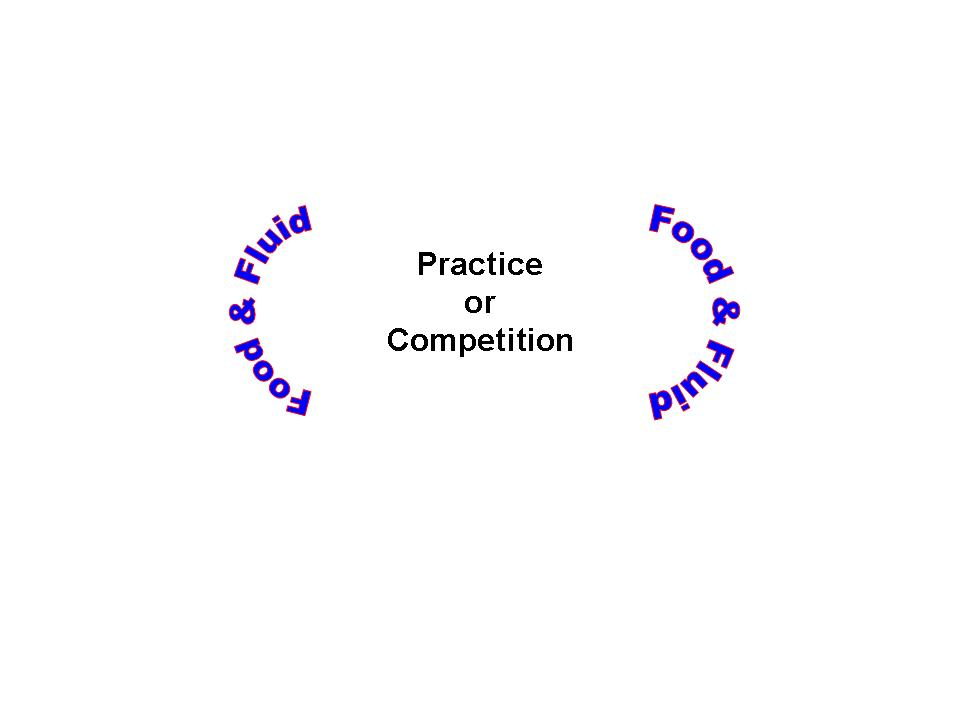 Food & Fluid
Practice
or
Competition
Food & Fluid